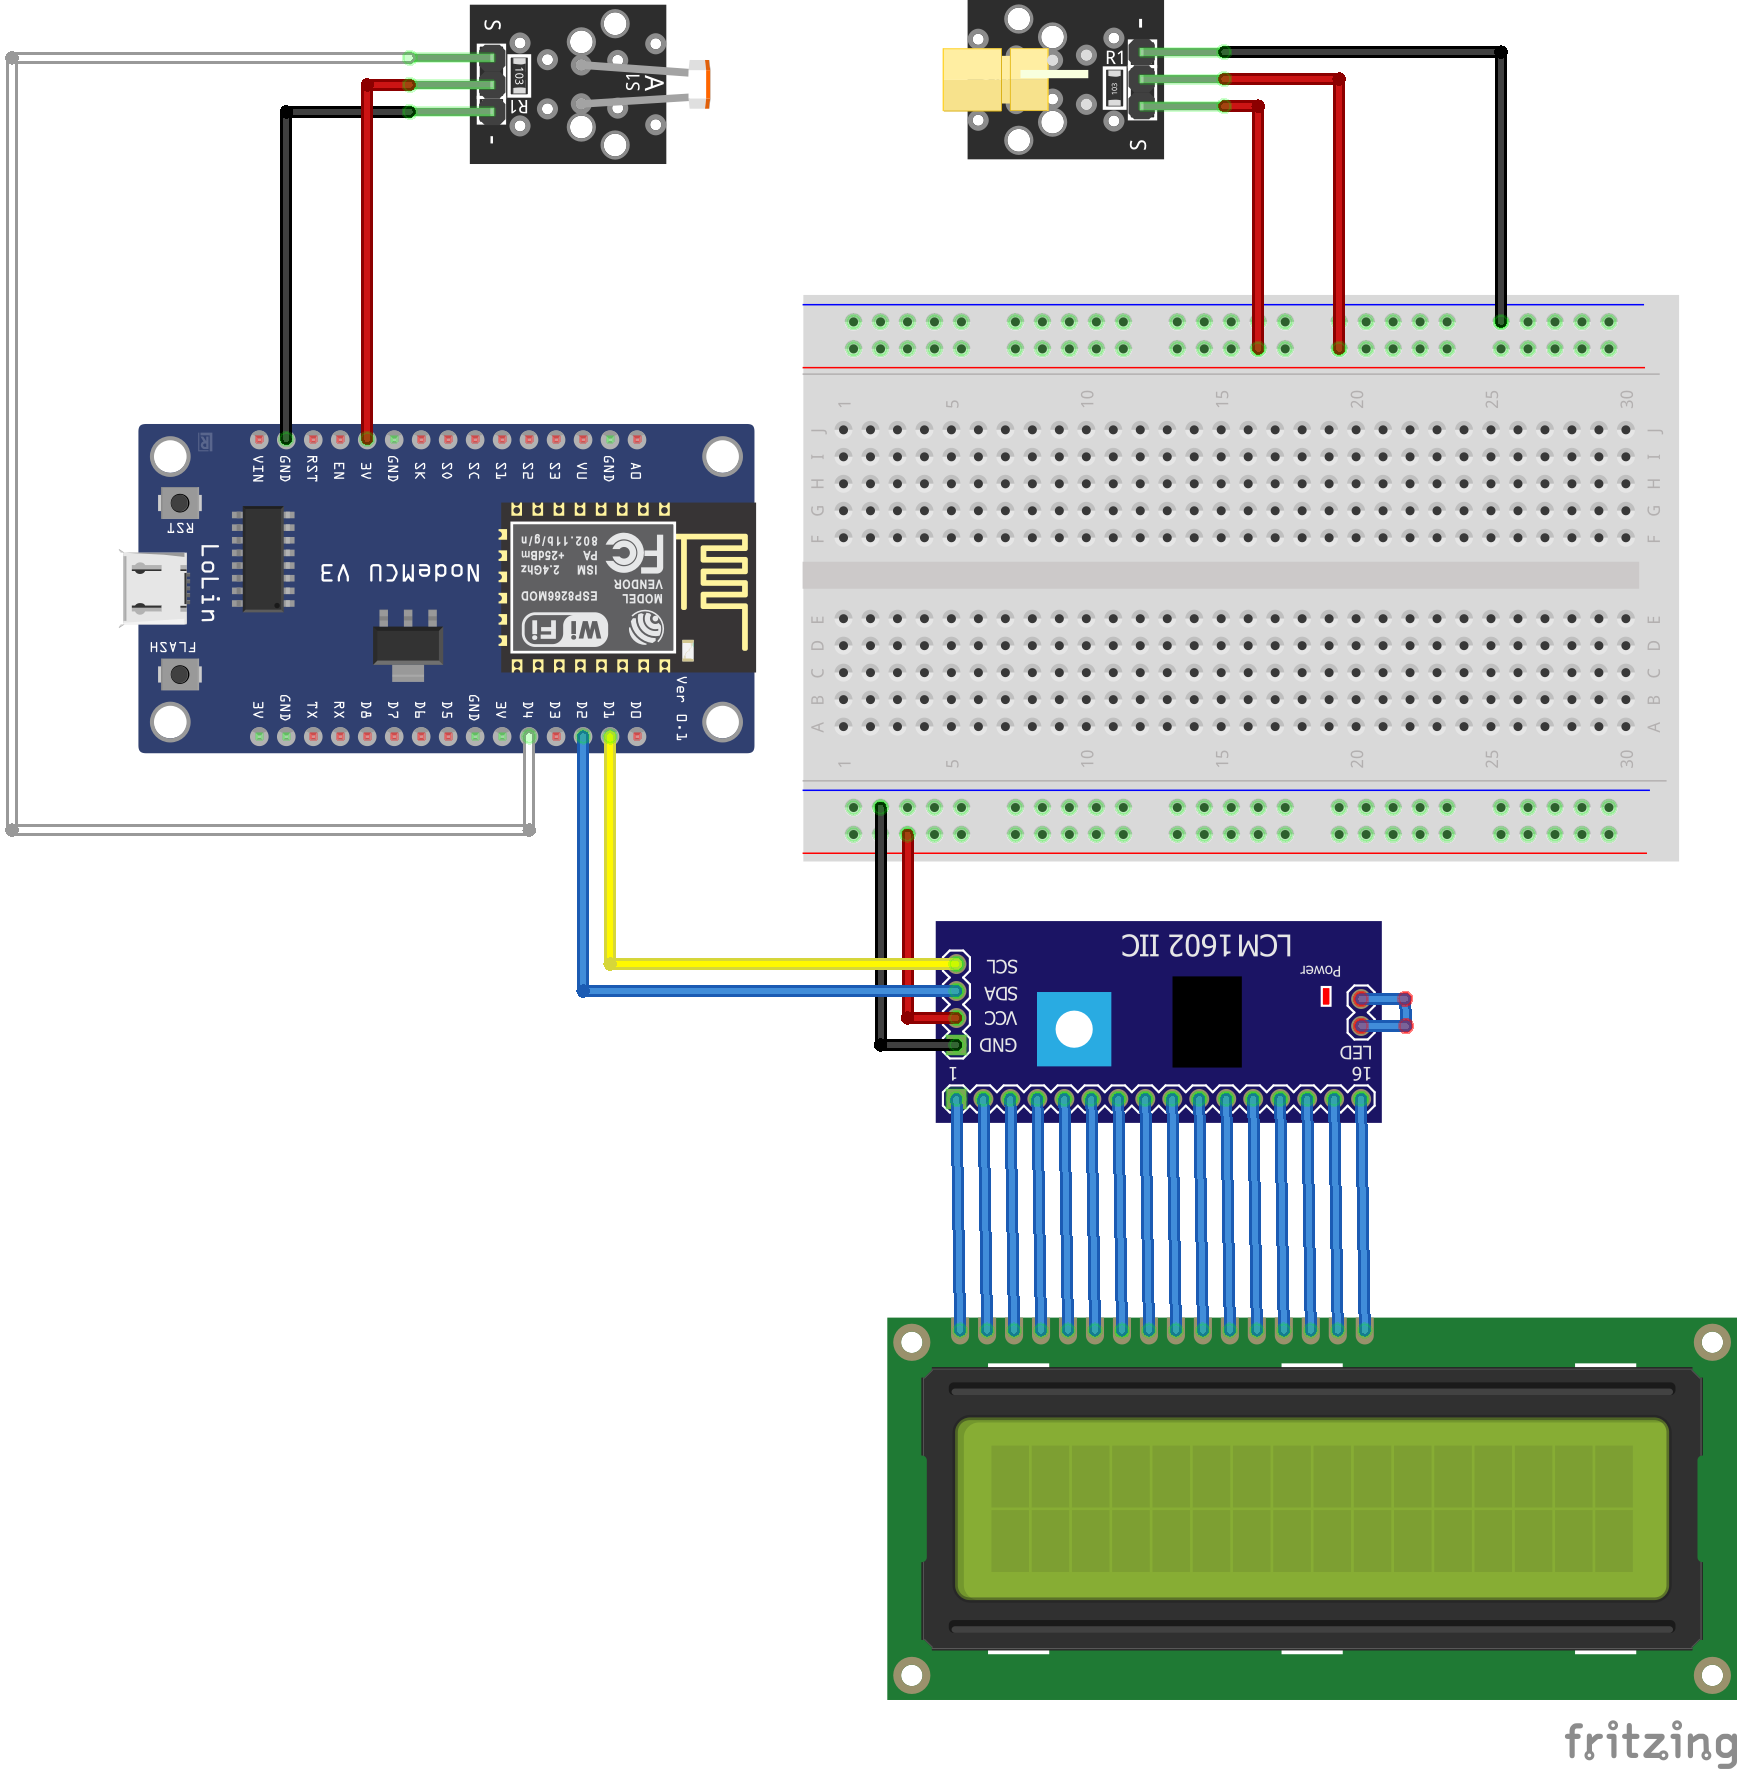 S
103
R1
S1
A
-
-
R1
103
S
VIN GND RST EN 3V GND SK S0 SC S1 S2 S3 VU GND A0
RST
LoLin
FLASH
NodeMCU V3
802.11b/g/n
PA +25dBm
ISM 2.4Ghz
VENDOR
MODEL ESP8266MOD
FC
WiFi
Ver 0.1
3V GND TX RX D8 D7 D6 D5 GND 3V D4 D3 D2 D1 D0
1 5 10 15 20 25 30
J J
I I
H H
G G
F F
E E
D D
C C
B B
A A
1 5 10 15 20 25 30
LCM1602 IIC
Power
SCL
SDA
VCC
GND
LED
1 16
fritzing